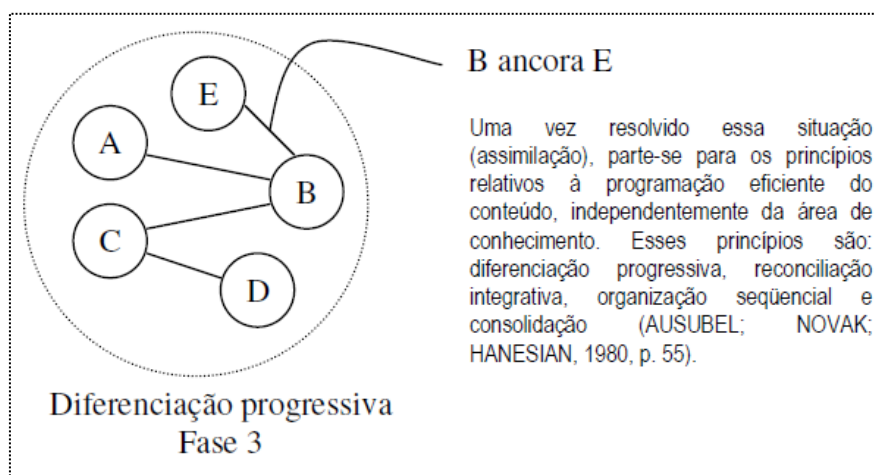 E
A
B
C
D
Diferenciação progressiva
Fase 3
B ancora E
Uma vez resolvido essa situação
(assimilação), parte-se para os princípios
relativos à programação eficiente do
conteúdo, independentemente da área de
conhecimento. Esses princípios são:
diferenciação progressiva, reconciliação
integrativa, organização seqüencial e
consolidação (AUSUBEL; NOVAK;
HANESIAN, 1980, p. 55).